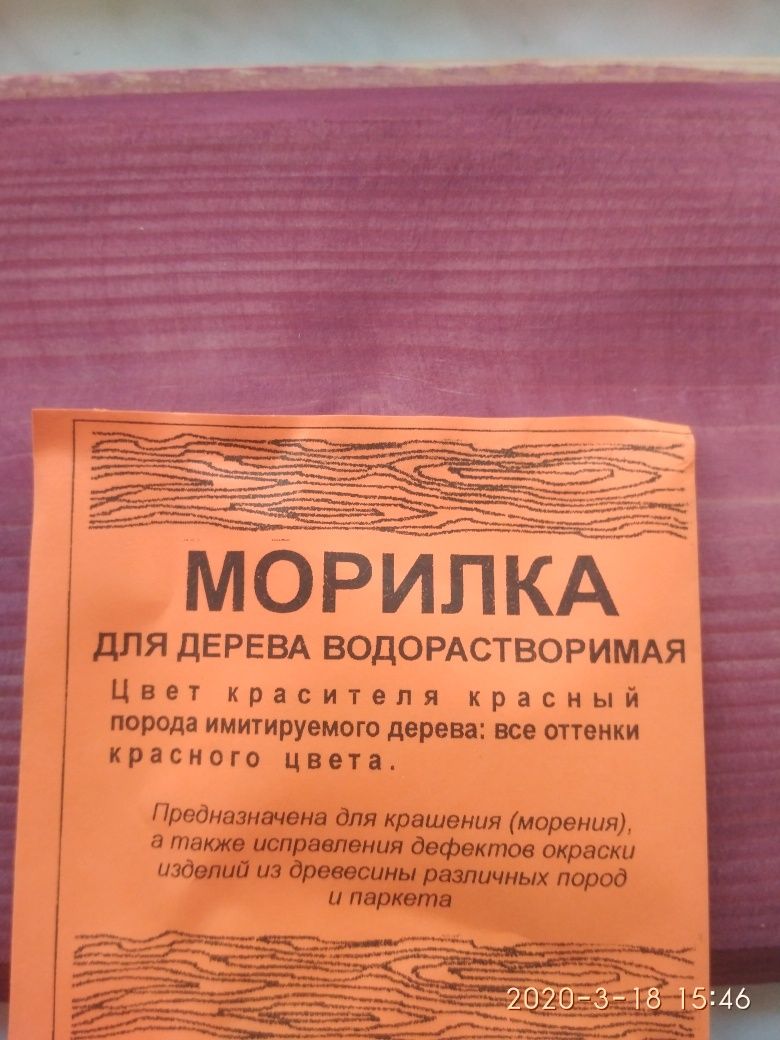 МОРИЛКА
ДЛЯ ДЕРЕВА ВОДОРАСТВОРИМАЯ
Цвет красителя красный
порода имитируемого дерева: все оттенки
красного цвета.
Предназначена для крашения (морения),
а также исправления дефектов окраски
изделий из древесины различных пород
и паркета
2020-3-18 15:46